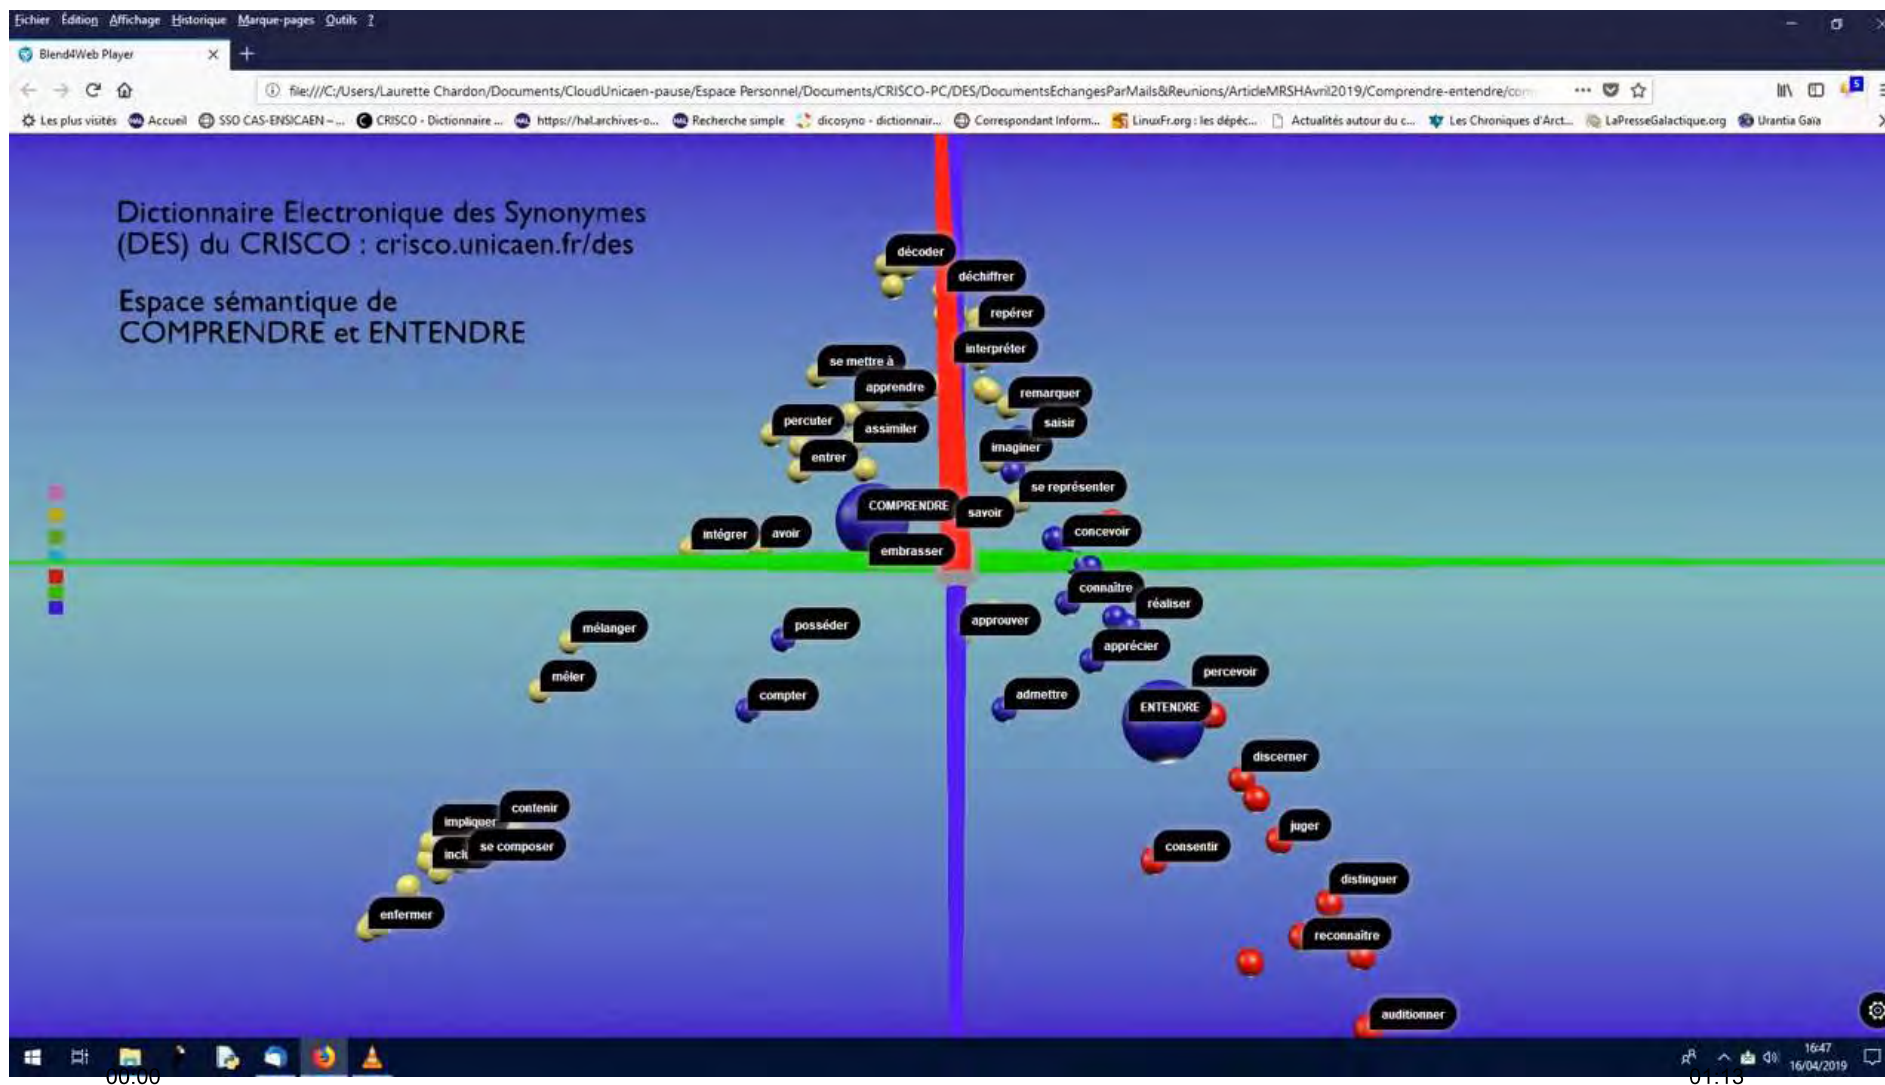 Fichier Édition Affichage Historique Marque-pages Outils ?
Blend4Web Player
file:///C:/Users/Laurette Chardon/Documents/CloudUnicaen-pause/Espace Personnel/Documents/CRISCO-PC/DES/DocumentsEchangesParMails&Reunions/ArticleMRSHAvril2019/Comprendre-entendre/
5
Les plus visités Accueil SSO CAS-ENSICAEN – ... CRISCO - Dictionnaire ... https://hal.archives-o... Recherche simple dicosyno - dictionnair... Correspondant Inform... LinuxFr.org : les dépêc... Actualités autour du c... Les Chroniques d'Arct... LaPresseGalactique.org Urantia Gaïa
Dictionnaire Electronique des Synonymes
(DES) du CRISCO : crisco.unicaen.fr/des
Espace sémantique de
COMPRENDRE et ENTENDRE
décoder
déchiffrer
repérer
interpréter
se mettre à
apprendre
remarquer
percuter
saisir
assimiler
imaginer
entrer
se représenter
COMPRENDRE
savoir
concevoir
intégrer
avoir
embrasser
connaître
réaliser
approuver
posséder
mélanger
apprécier
percevoir
mêler
compter
admettre
ENTENDRE
discerner
contenir
impliquer
juger
se composer
consentir
distinguer
enfermer
reconnaître
auditionner
16:47
16/04/2019
00:00
01:13